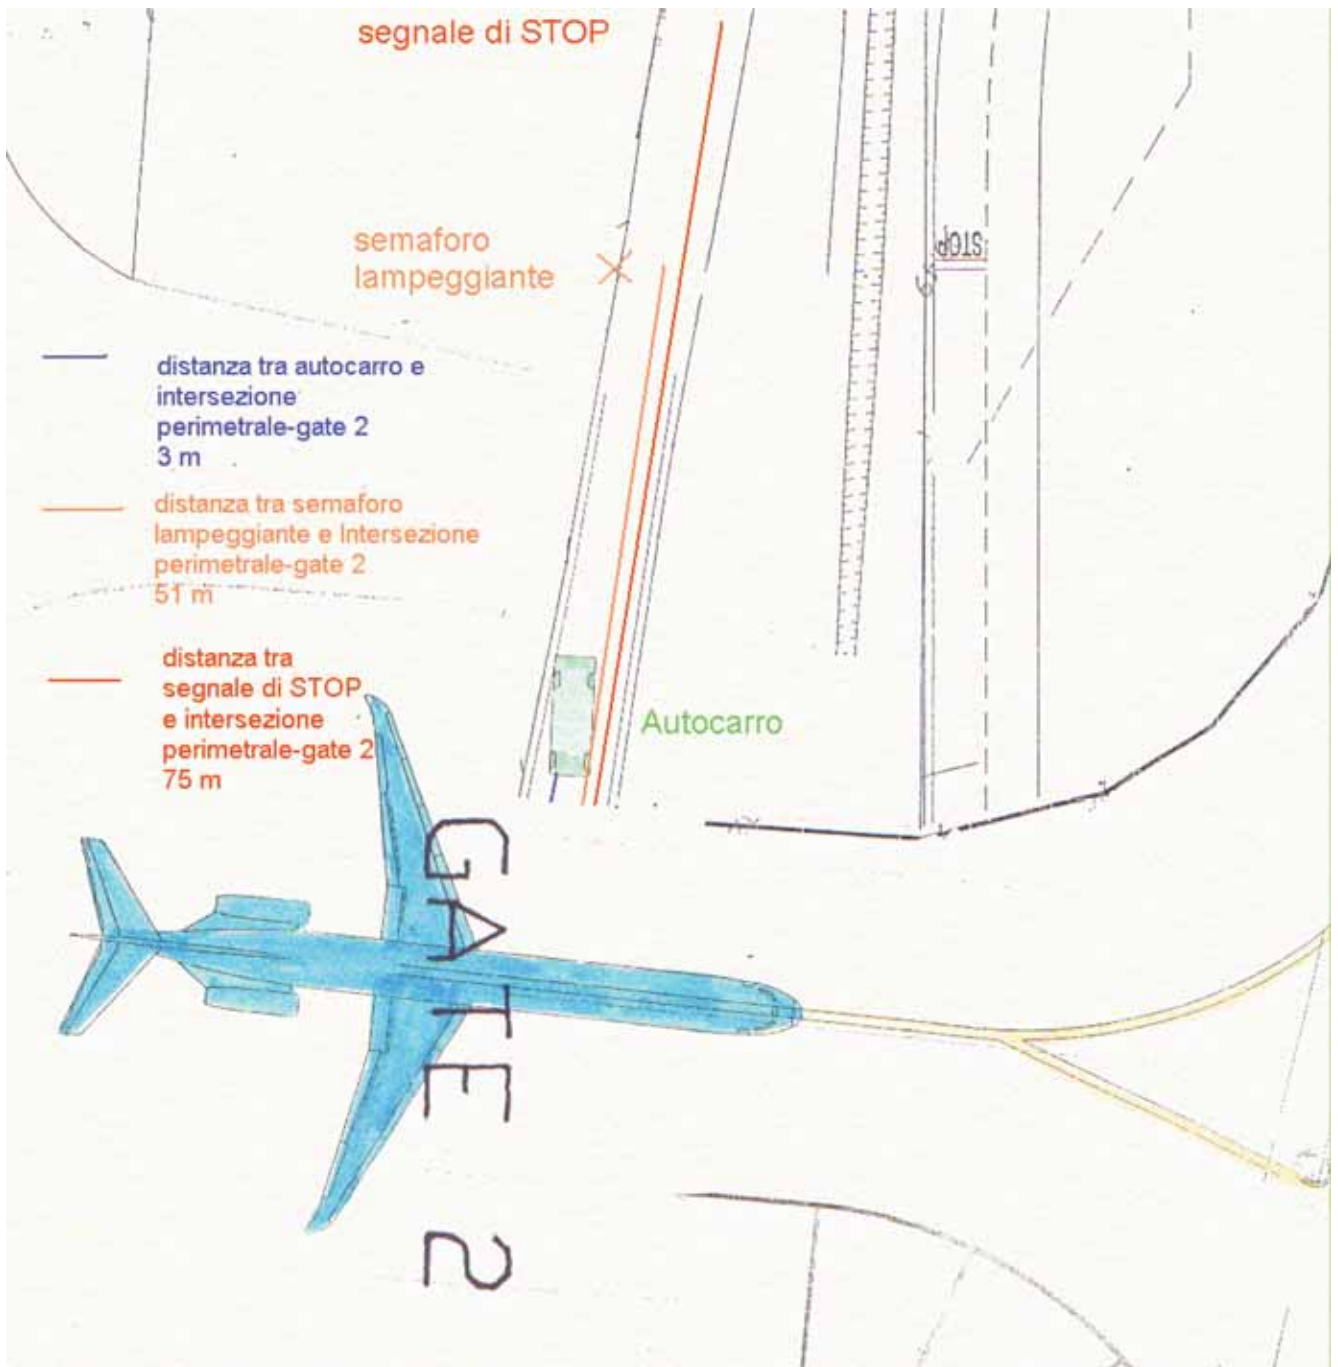 segnale di STOP
semaforo
lampeggiante
STOP
distanza tra autocarro e
intersezione
perimetrale-gate 2
3 m
distanza tra semaforo
lampeggiante e Intersezione
perimetrale-gate 2
51 m
distanza tra
segnale di STOP
e intersezione
perimetrale-gate 2
75 m
Autocarro
GATE 2